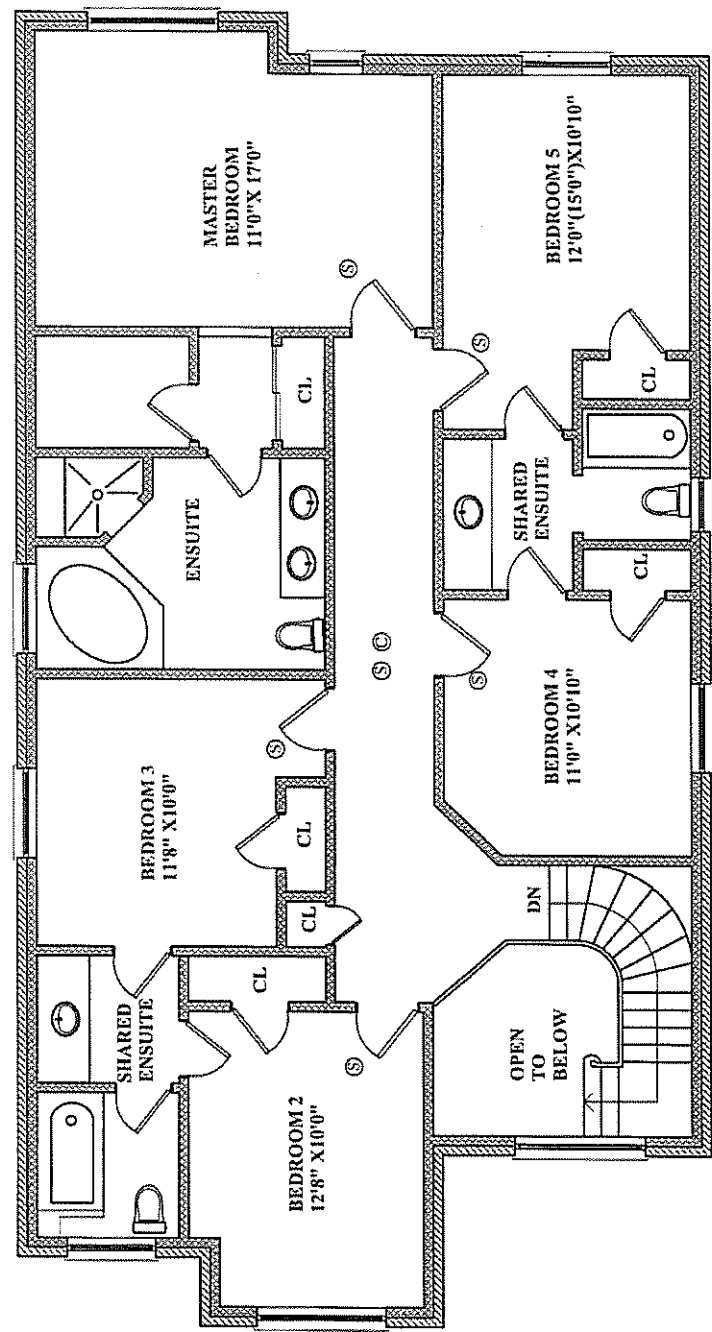 MASTER
BEDROOM
11'0"X 17'0"
BEDROOM 5
12'0"(15'0")X10'10"
S
S
CL
CL
ENSUITE
SHARED
ENSUITE
CL
S
C
S
BEDROOM 4
11'0" X10'10"
S
BEDROOM 3
11'8" X10'0"
CL
CL
DN
CL
SHARED
ENSUITE
S
OPEN
TO
BELOW
BEDROOM 2
12'8" X10'0"